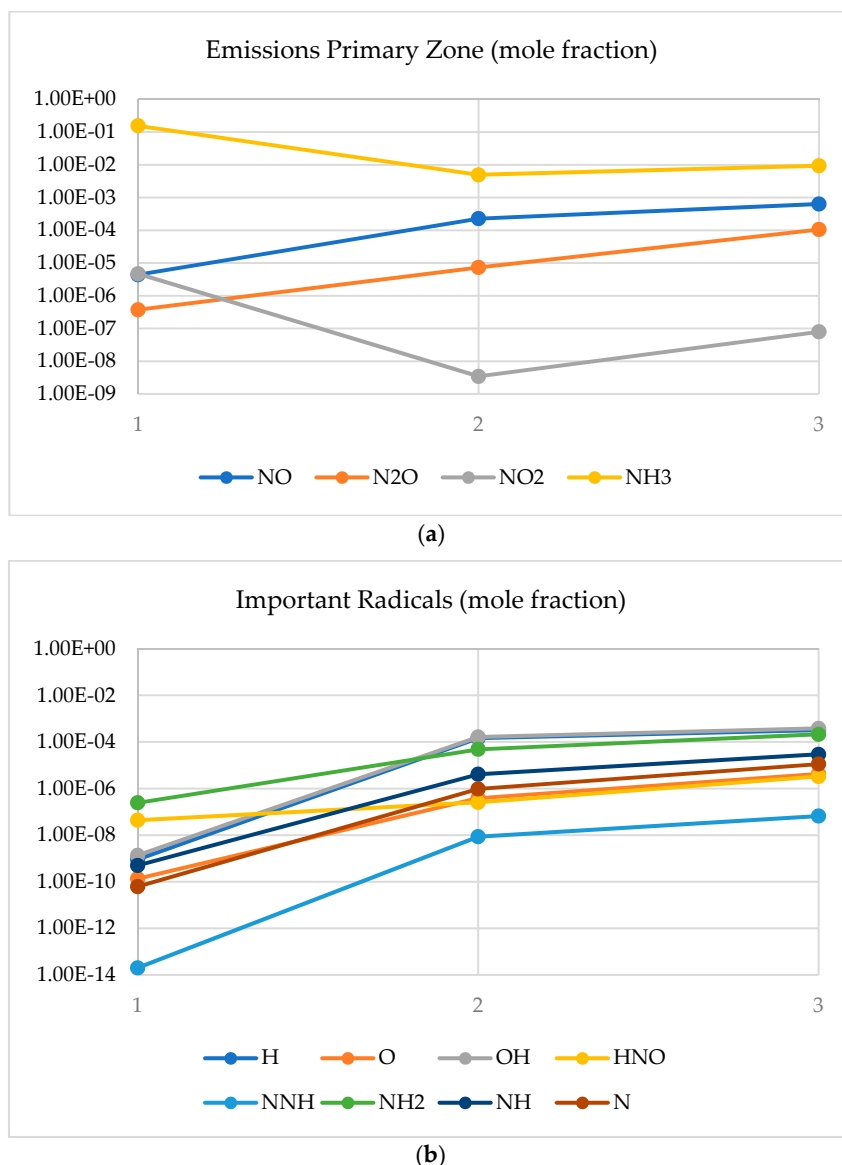 Emissions Primary Zone (mole fraction)
1.00E+00
1.00E-01
1.00E-02
1.00E-03
1.00E-04
1.00E-05
1.00E-06
1.00E-07
1.00E-08
1.00E-09
1 2 3
NO N2O NO2 NH3
(a)
Important Radicals (mole fraction)
1.00E+00
1.00E-02
1.00E-04
1.00E-06
1.00E-08
1.00E-10
1.00E-12
1.00E-14
1 2 3
H O OH HNO
NNH NH2 NH N
(b)